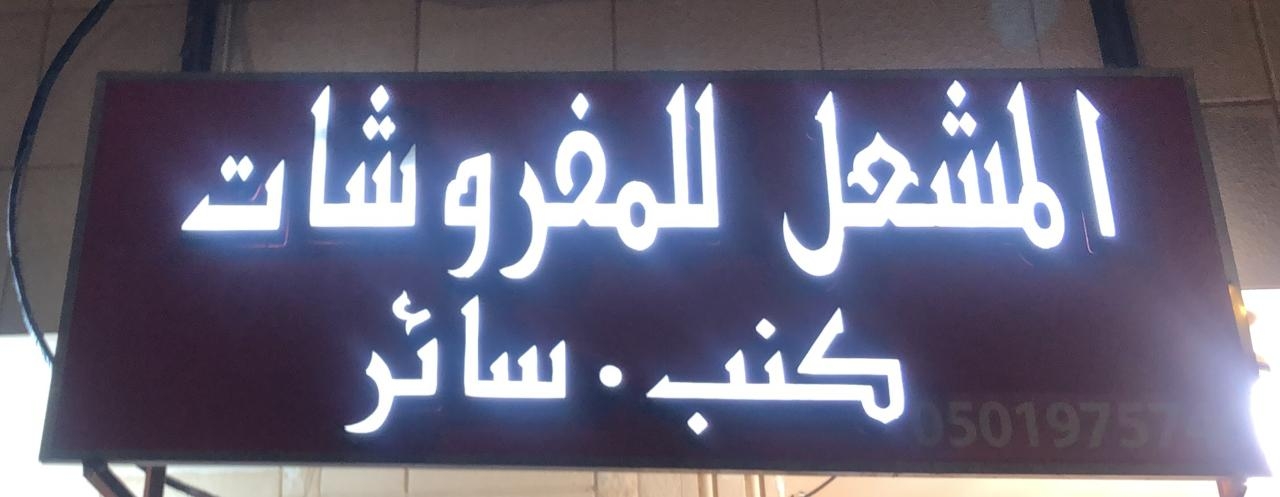 المشعل للمفروشات
كنب . سائر